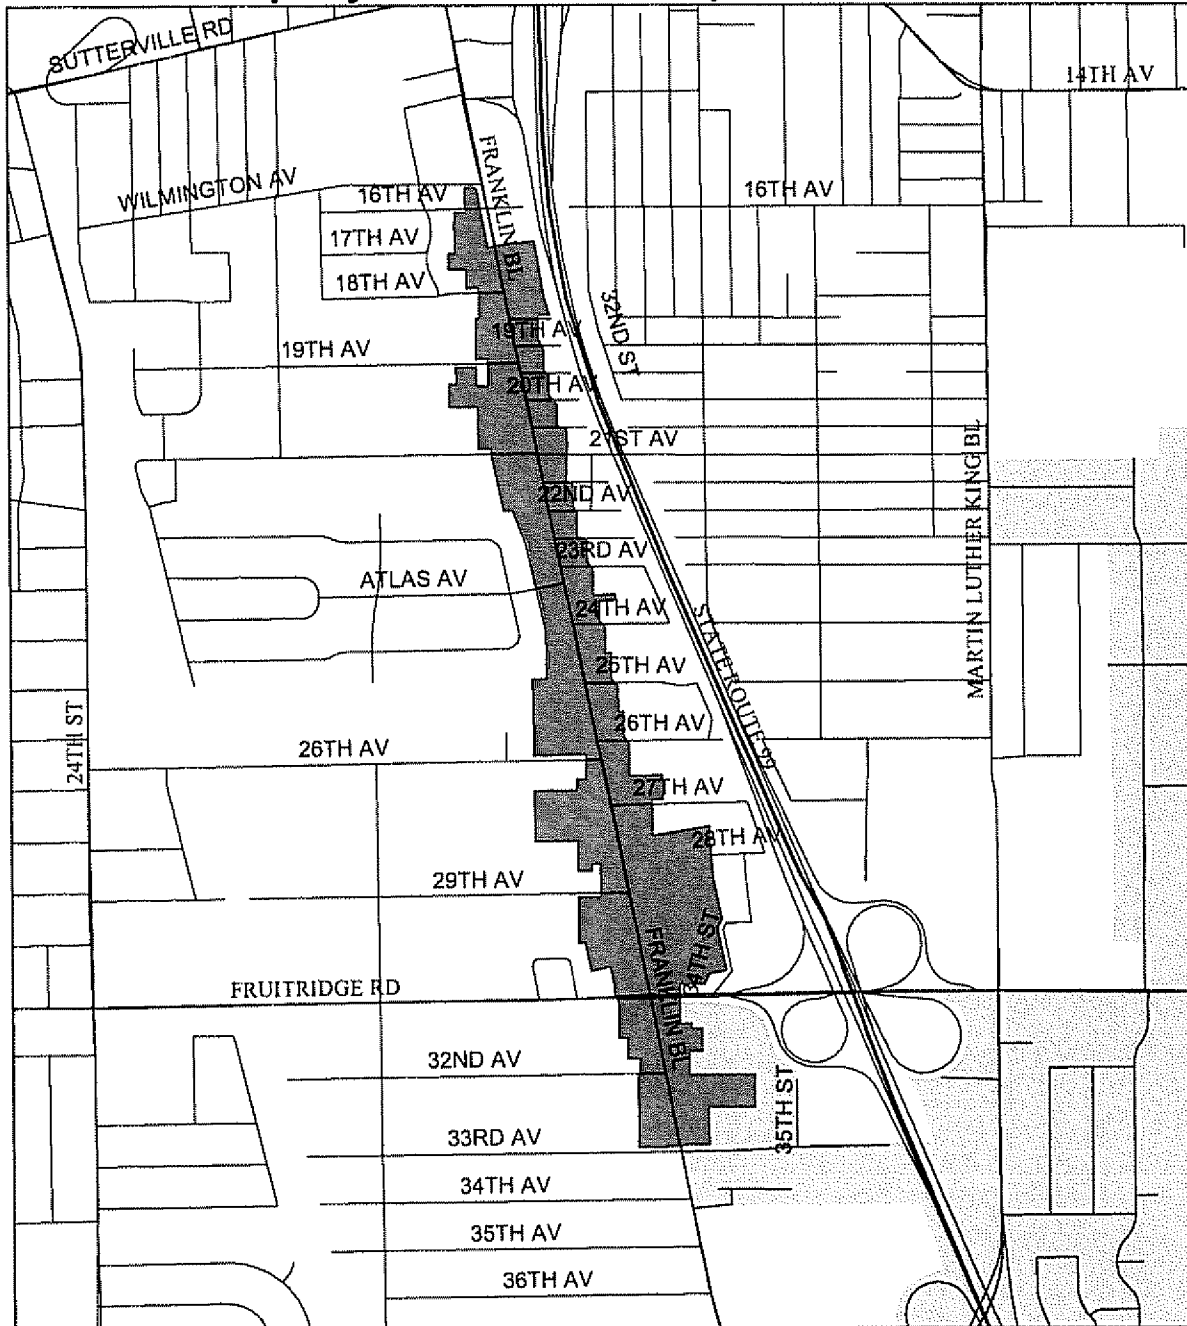 SUTTERVILLE RD
14TH AV
FRANKLIN BL
WILMINGTON AV
16TH AV
16TH AV
17TH AV
18TH AV
32ND ST
19TH AV
19TH AV
20TH AV
21ST AV
MARTIN LUTHER KING BL
22ND AV
23RD AV
ATLAS AV
24TH AV
STATE ROUTE 99
25TH AV
26TH AV
24TH ST
26TH AV
27TH AV
28TH AV
29TH AV
34TH ST
FRANKLIN BL
FRUITRIDGE RD
32ND AV
35TH ST
33RD AV
34TH AV
35TH AV
36TH AV